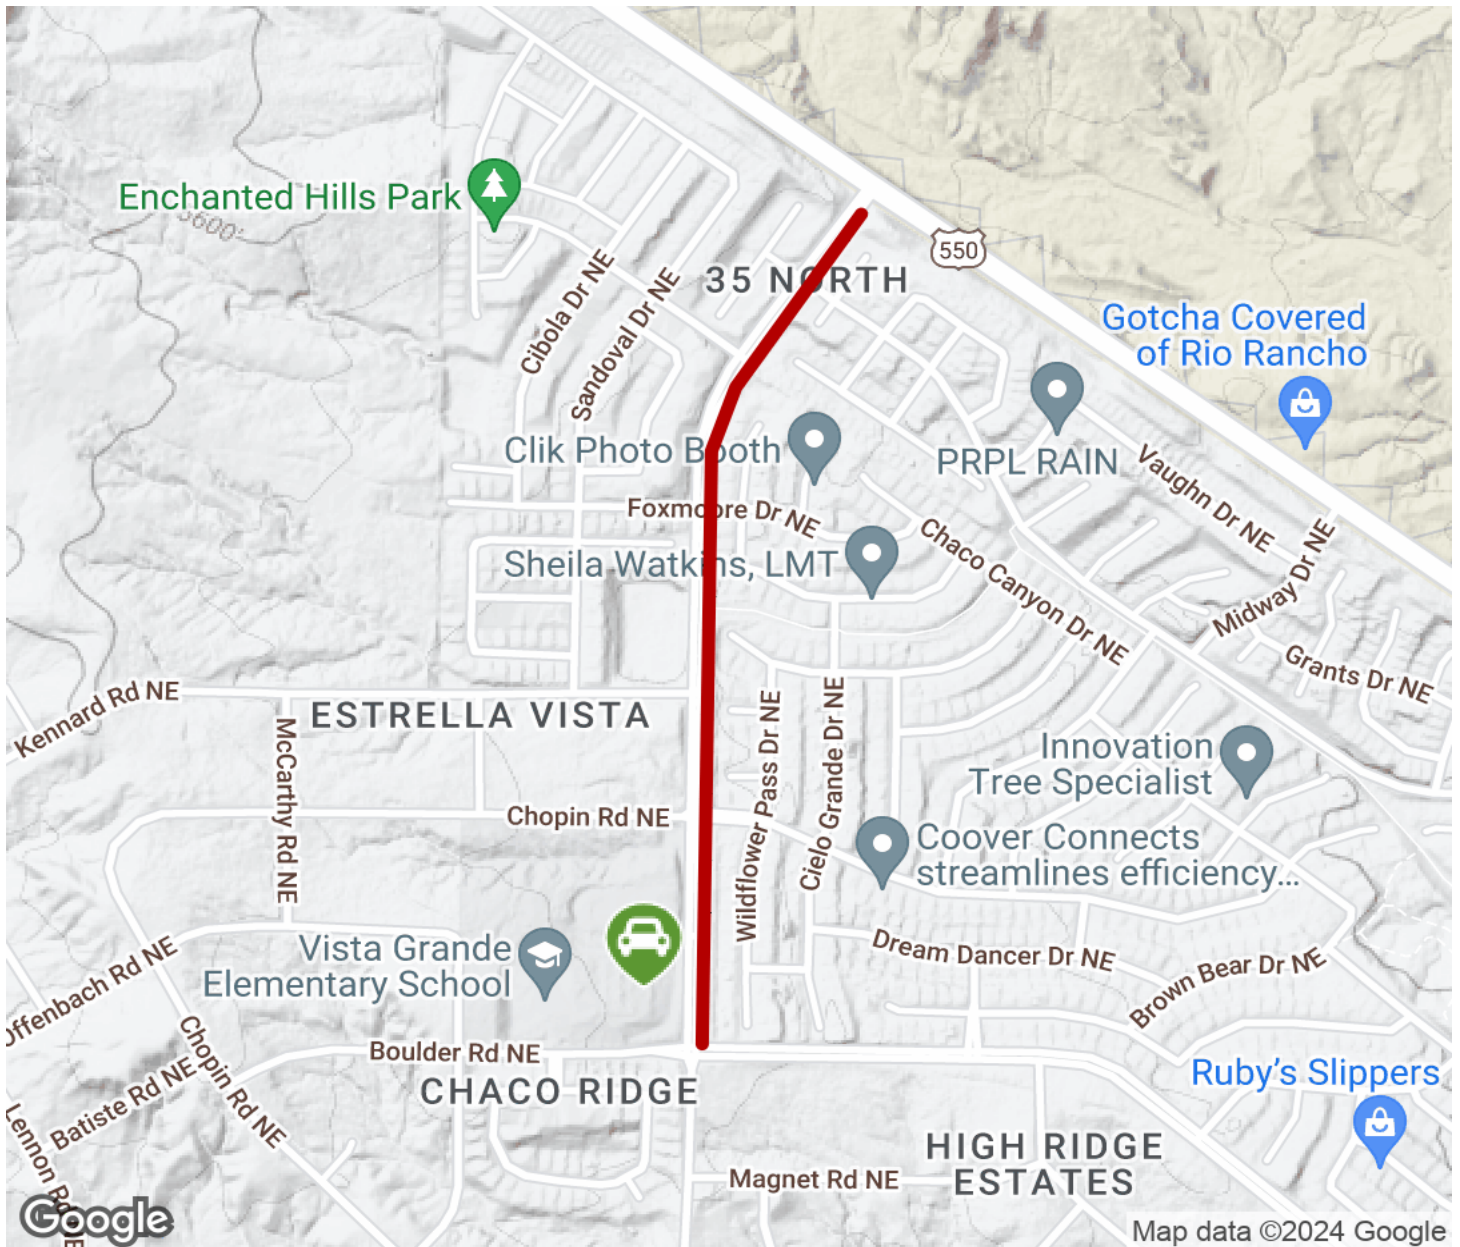 Enchanted Hills Park
5600'
35 NORTH
550
Cibola Dr NE
Sandoval Dr NE
Gotcha Covered
of Rio Rancho
Clik Photo Booth
PRPL RAIN
Vaughn Dr NE
Foxmoore Dr NE
Sheila Watkins, LMT
Chaco Canyon Dr NE
Midway Dr NE
Grants Dr NE
Kennard Rd NE
ESTRELLA VISTA
McCarthy Rd NE
Wildflower Pass Dr NE
Cielo Grande Dr NE
Innovation
Tree Specialist
Chopin Rd NE
Coover Connects
streamlines efficiency...
Vista Grande
Elementary School
Dream Dancer Dr NE
Brown Bear Dr NE
Offenbach Rd NE
Chopin Rd NE
Boulder Rd NE
Batiste Rd NE
CHACO RIDGE
Ruby's Slippers
Lennon Rd NE
HIGH RIDGE
ESTATES
Magnet Rd NE
Google
Map data ©2024 Google